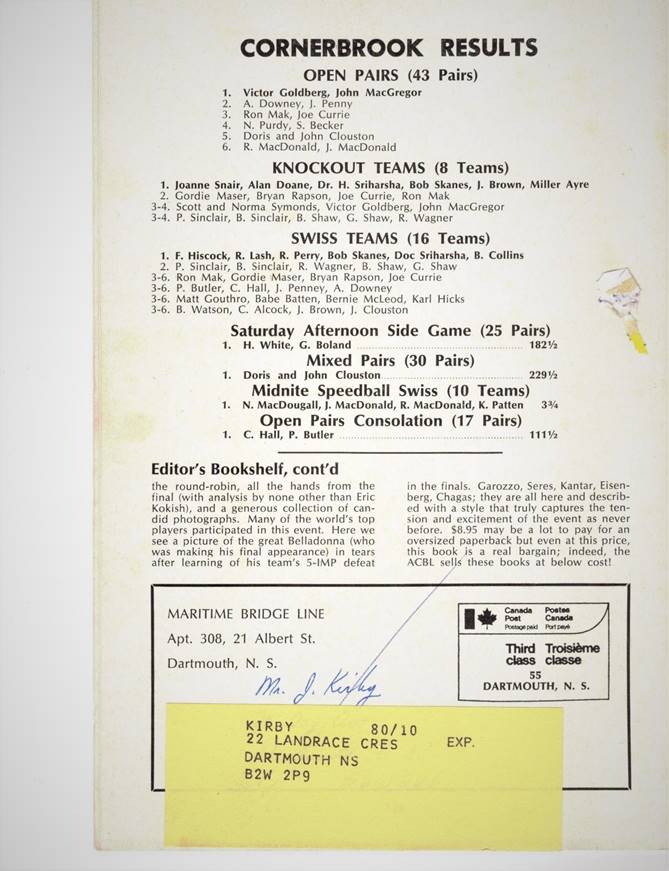 CORNERBROOK RESULTS
OPEN PAIRS (43 Pairs)
1. Victor Goldberg, John MacGregor
2. A. Downey, J. Penny
3. Ron Mak, Joe Currie
4. N. Purdy, S. Becker
5. Doris and John Clouston
6. R. MacDonald, J. MacDonald
KNOCKOUT TEAMS (8 Teams)
1. Joanne Snair, Alan Doane, Dr. H. Sriharsha, Bob Skanes, J. Brown, Miller Ayre
2. Gordie Maser, Bryan Rapson, Joe Currie, Ron Mak
3-4. Scott and Norma Symonds, Victor Goldberg, John MacGregor
3-4. P. Sinclair, B. Sinclair, B. Shaw, G. Shaw, R. Wagner
SWISS TEAMS (16 Teams)
1. F. Hiscock, R. Lash, R. Perry, Bob Skanes, Doc Sriharsha, B. Collins
2. P. Sinclair, B. Sinclair, R. Wagner, B. Shaw, G. Shaw
3-6. Ron Mak, Gordie Maser, Bryan Rapson, Joe Currie
3-6. P. Butler, C. Hall, J. Penney, A. Downey
3-6. Matt Gouthro, Babe Batten, Bernie McLeod, Karl Hicks
3-6. B. Watson, C. Alcock, J. Brown, J. Clouston
Saturday Afternoon Side Game (25 Pairs)
1. H. White, G. Boland ........ 182½
Mixed Pairs (30 Pairs)
1. Doris and John Clouston ........ 229½
Midnite Speedball Swiss (10 Teams)
1. N. MacDougall, J. MacDonald, R. MacDonald, K. Patten 3¾
Open Pairs Consolation (17 Pairs)
1. C. Hall, P. Butler ........ 111½
Editor's Bookshelf, cont'd
the round-robin, all the hands from the
final (with analysis by none other than Eric
Kokish), and a generous collection of can-
did photographs. Many of the world's top
players participated in this event. Here we
see a picture of the great Belladonna (who
was making his final appearance) in tears
after learning of his team's 5-IMP defeat
in the finals. Garozzo, Seres, Kantar, Eisen-
berg, Chagas; they are all here and describ-
ed with a style that truly captures the ten-
sion and excitement of the event as never
before. $8.95 may be a lot to pay for an
oversized paperback but even at this price,
this book is a real bargain; indeed, the
ACBL sells these books at below cost!
MARITIME BRIDGE LINE
Apt. 308, 21 Albert St.
Dartmouth, N. S.
Mr. J. Kirby
Canada Postes
Post Canada
Postage paid Port payé
Third Troisième
class classe
55
DARTMOUTH, N. S.
KIRBY 80/10
22 LANDRACE CRES EXP.
DARTMOUTH NS
B2W 2P9